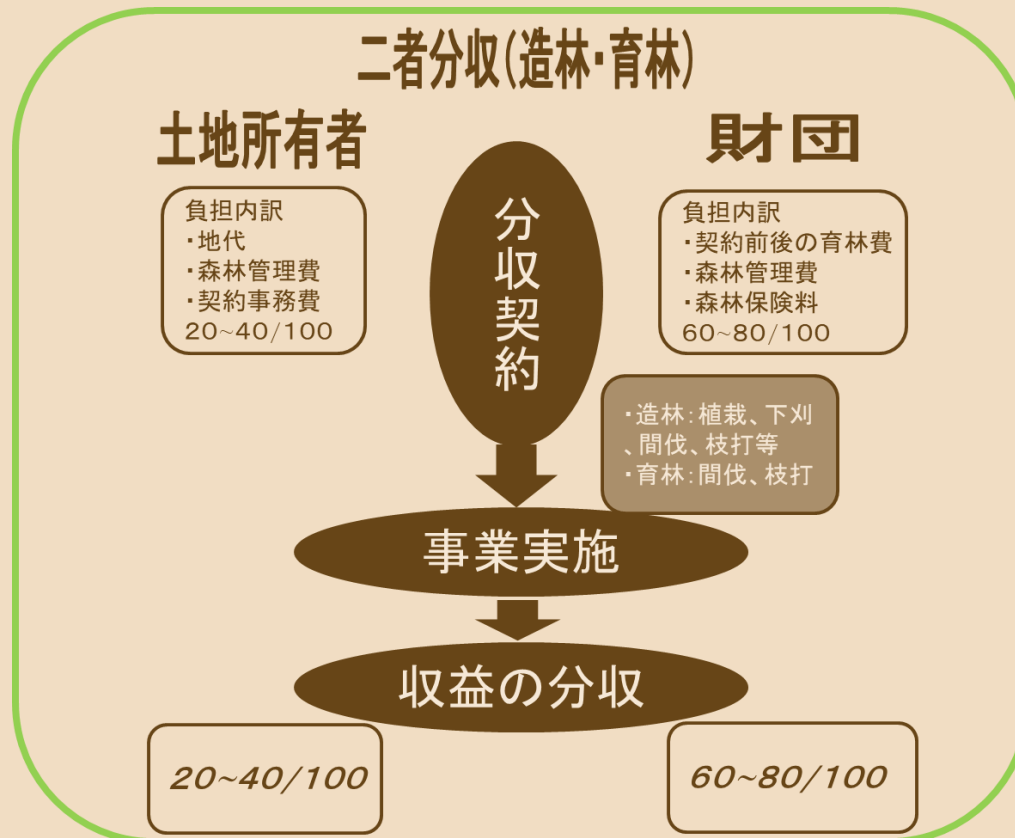 二者分収(造林・育林)
土地所有者
財団
負担内訳
・地代
・森林管理費
・契約事務費
20~40/100
分収契約
負担内訳
・契約前後の育林費
・森林管理費
・森林保険料
60~80/100
・造林:植栽、下刈
、間伐、枝打等
・育林:間伐、枝打
事業実施
収益の分収
20~40/100
60~80/100